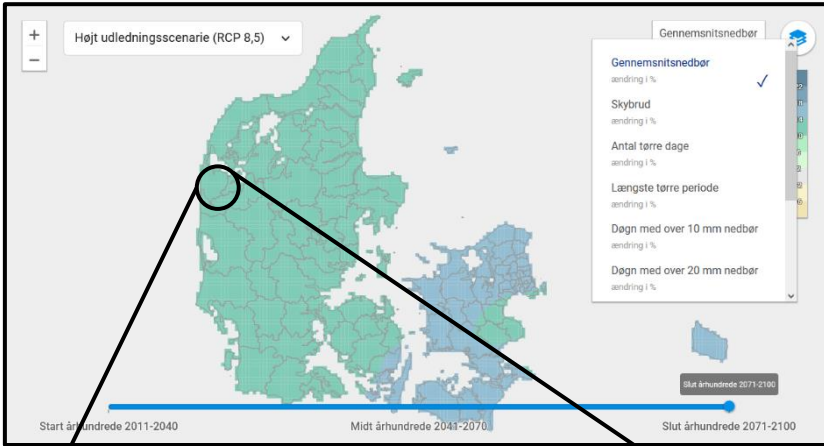 +
−
Højt udledningsscenarie (RCP 8,5)
Gennemsnitsnedbør
Gennemsnitsnedbør
ændring i %
Skybrud
ændring i %
Antal tørre dage
ændring i %
Længste tørre periode
ændring i %
Døgn med over 10 mm nedbør
ændring i %
Døgn med over 20 mm nedbør
ændring i %
Slut århundrede 2071-2100
Start århundrede 2011-2040
Midt århundrede 2041-2070
Slut århundrede 2071-2100